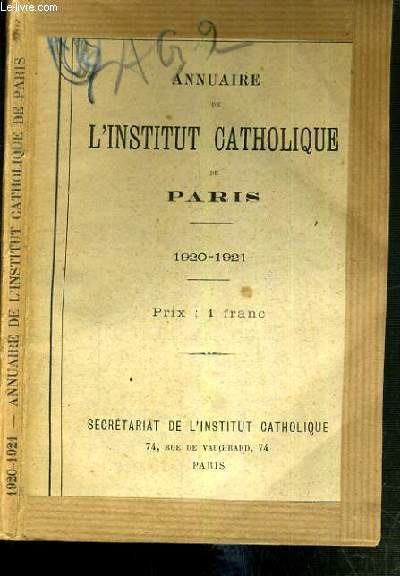 Le-livre.com
ANNUAIRE
DE
L'INSTITUT CATHOLIQUE
DE
PARIS
1920-1921
Prix : 1 franc
SECRÉTARIAT DE L'INSTITUT CATHOLIQUE
74, RUE DE VAUGIRARD, 74
PARIS
1920-1921 — ANNUAIRE DE L'INSTITUT CATHOLIQUE DE PARIS